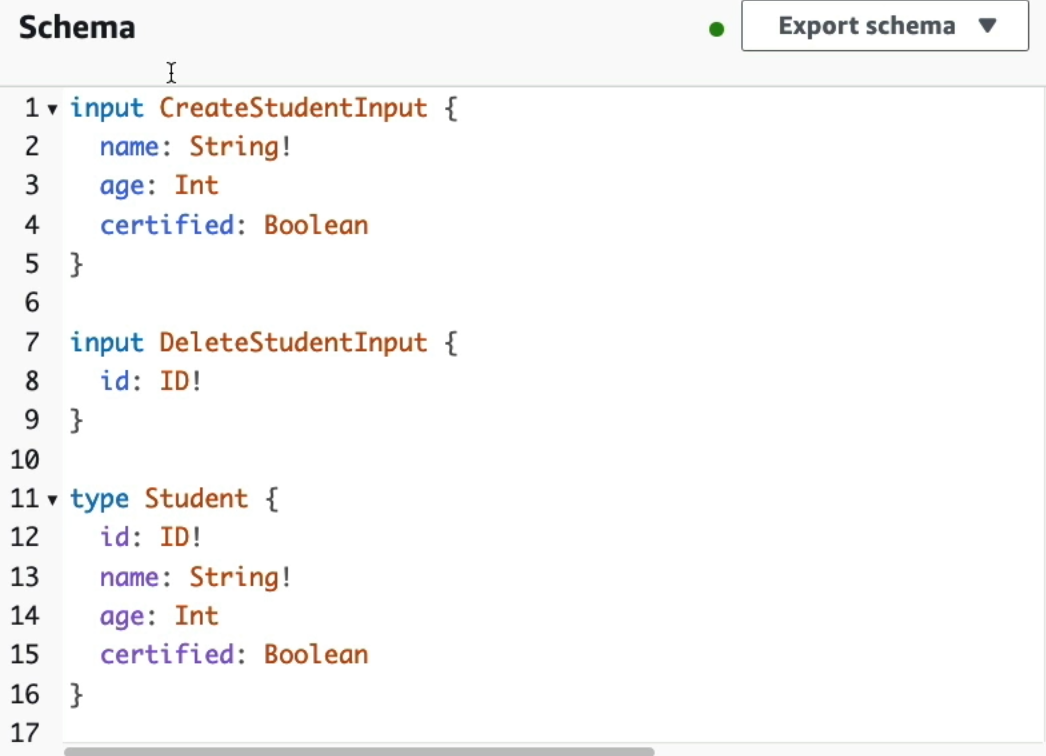 Schema
Export schema ▼
1 ▾ input CreateStudentInput {
2 name: String!
3 age: Int
4 certified: Boolean
5 }
6
7 input DeleteStudentInput {
8 id: ID!
9 }
10
11 ▾ type Student {
12 id: ID!
13 name: String!
14 age: Int
15 certified: Boolean
16 }
17